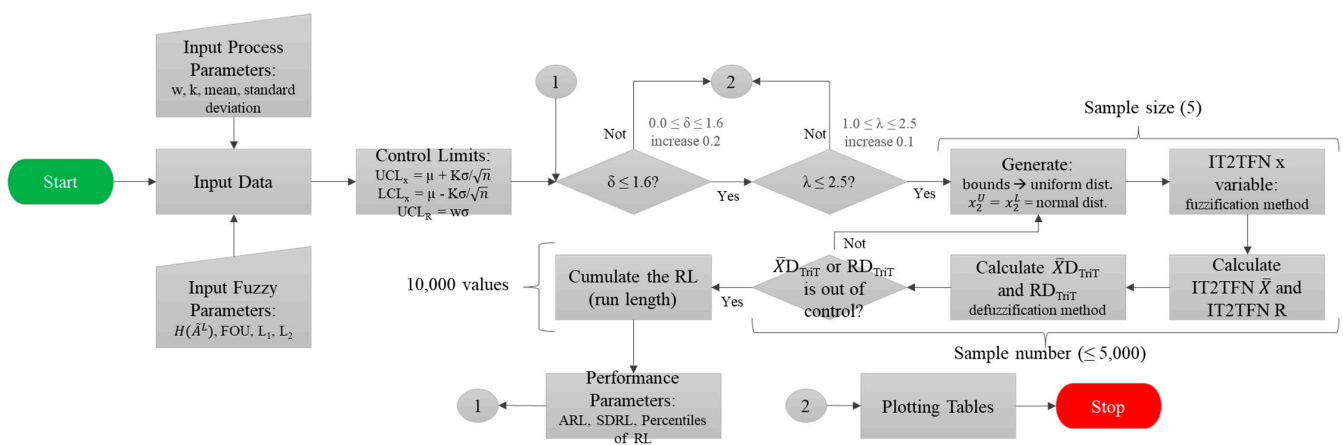 Start
Input Process
Parameters:
w, k, mean, standard
deviation
Input Data
Input Fuzzy
Parameters:
H(Ã^L), FOU, L₁, L₂
Control Limits:
UCLₓ = μ + Kσ/√n
LCLₓ = μ - Kσ/√n
UCL_R = wσ
1
2
Not
0.0 ≤ δ ≤ 1.6
increase 0.2
δ ≤ 1.6?
Yes
Not
1.0 ≤ λ ≤ 2.5
increase 0.1
λ ≤ 2.5?
Yes
Sample size (5)
Generate:
bounds → uniform dist.
x₂^U = x₂^L = normal dist.
IT2TFN x
variable:
fuzzification method
Calculate
IT2TFN X̄ and
IT2TFN R
Calculate X̄D_TriT
and RD_TriT
defuzzification method
Not
X̄D_TriT or RD_TriT
is out of
control?
Yes
Sample number (≤ 5,000)
Cumulate the RL
(run length)
10,000 values
Performance
Parameters:
ARL, SDRL, Percentiles
of RL
1
2
Plotting Tables
Stop